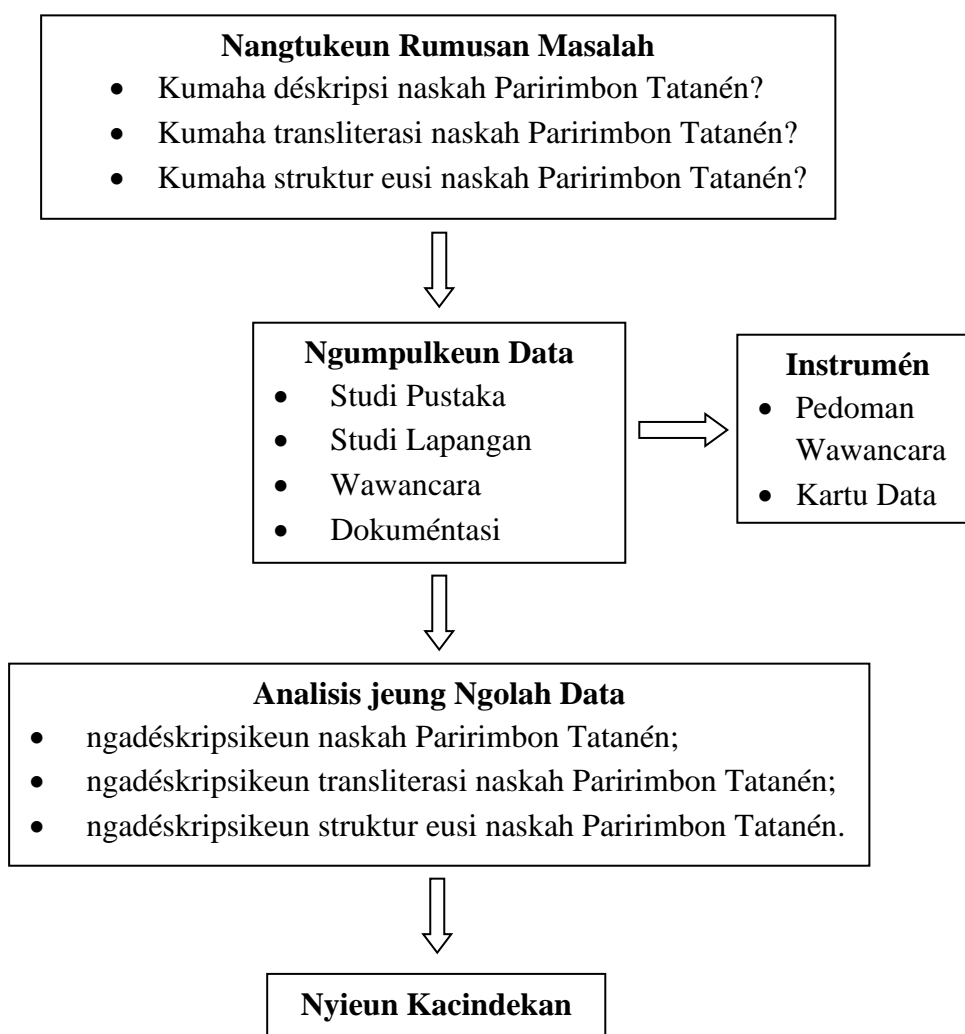 Nangtukeun Rumusan Masalah
• Kumaha déskripsi naskah Paririmbon Tatanén?
• Kumaha transliterasi naskah Paririmbon Tatanén?
• Kumaha struktur eusi naskah Paririmbon Tatanén?
Ngumpulkeun Data
• Studi Pustaka
• Studi Lapangan
• Wawancara
• Dokuméntasi
Instrumén
• Pedoman
Wawancara
• Kartu Data
Analisis jeung Ngolah Data
• ngadéskripsikeun naskah Paririmbon Tatanén;
• ngadéskripsikeun transliterasi naskah Paririmbon Tatanén;
• ngadéskripsikeun struktur eusi naskah Paririmbon Tatanén.
Nyieun Kacindekan